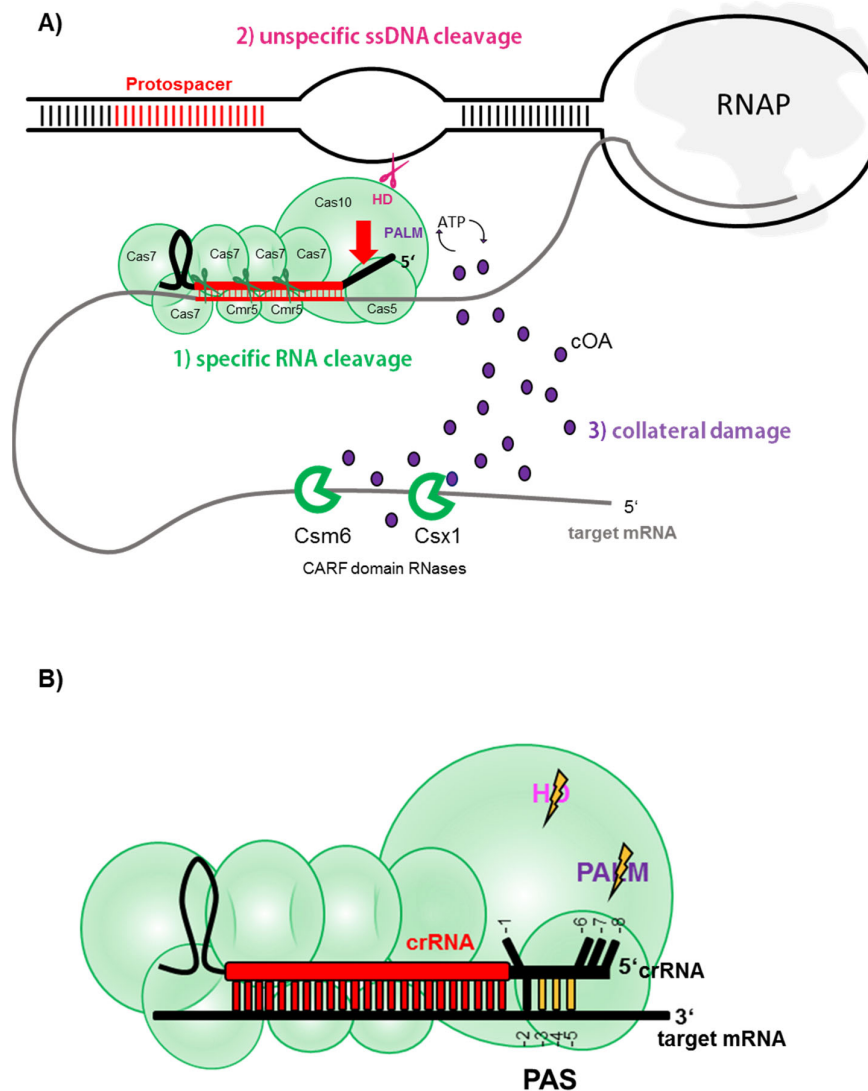 A)
2) unspecific ssDNA cleavage
Protospacer
RNAP
Cas10
HD
ATP
PALM
Cas7
Cas7
Cas7
Cas7
5‘
Cas7
Cmr5
Cmr5
Cas5
1) specific RNA cleavage
cOA
3) collateral damage
5‘
target mRNA
Csm6
Csx1
CARF domain RNases
B)
HD
PALM
-1
-6
-7
-8
crRNA
5‘crRNA
3‘
target mRNA
-2
-3
-4
-5
PAS